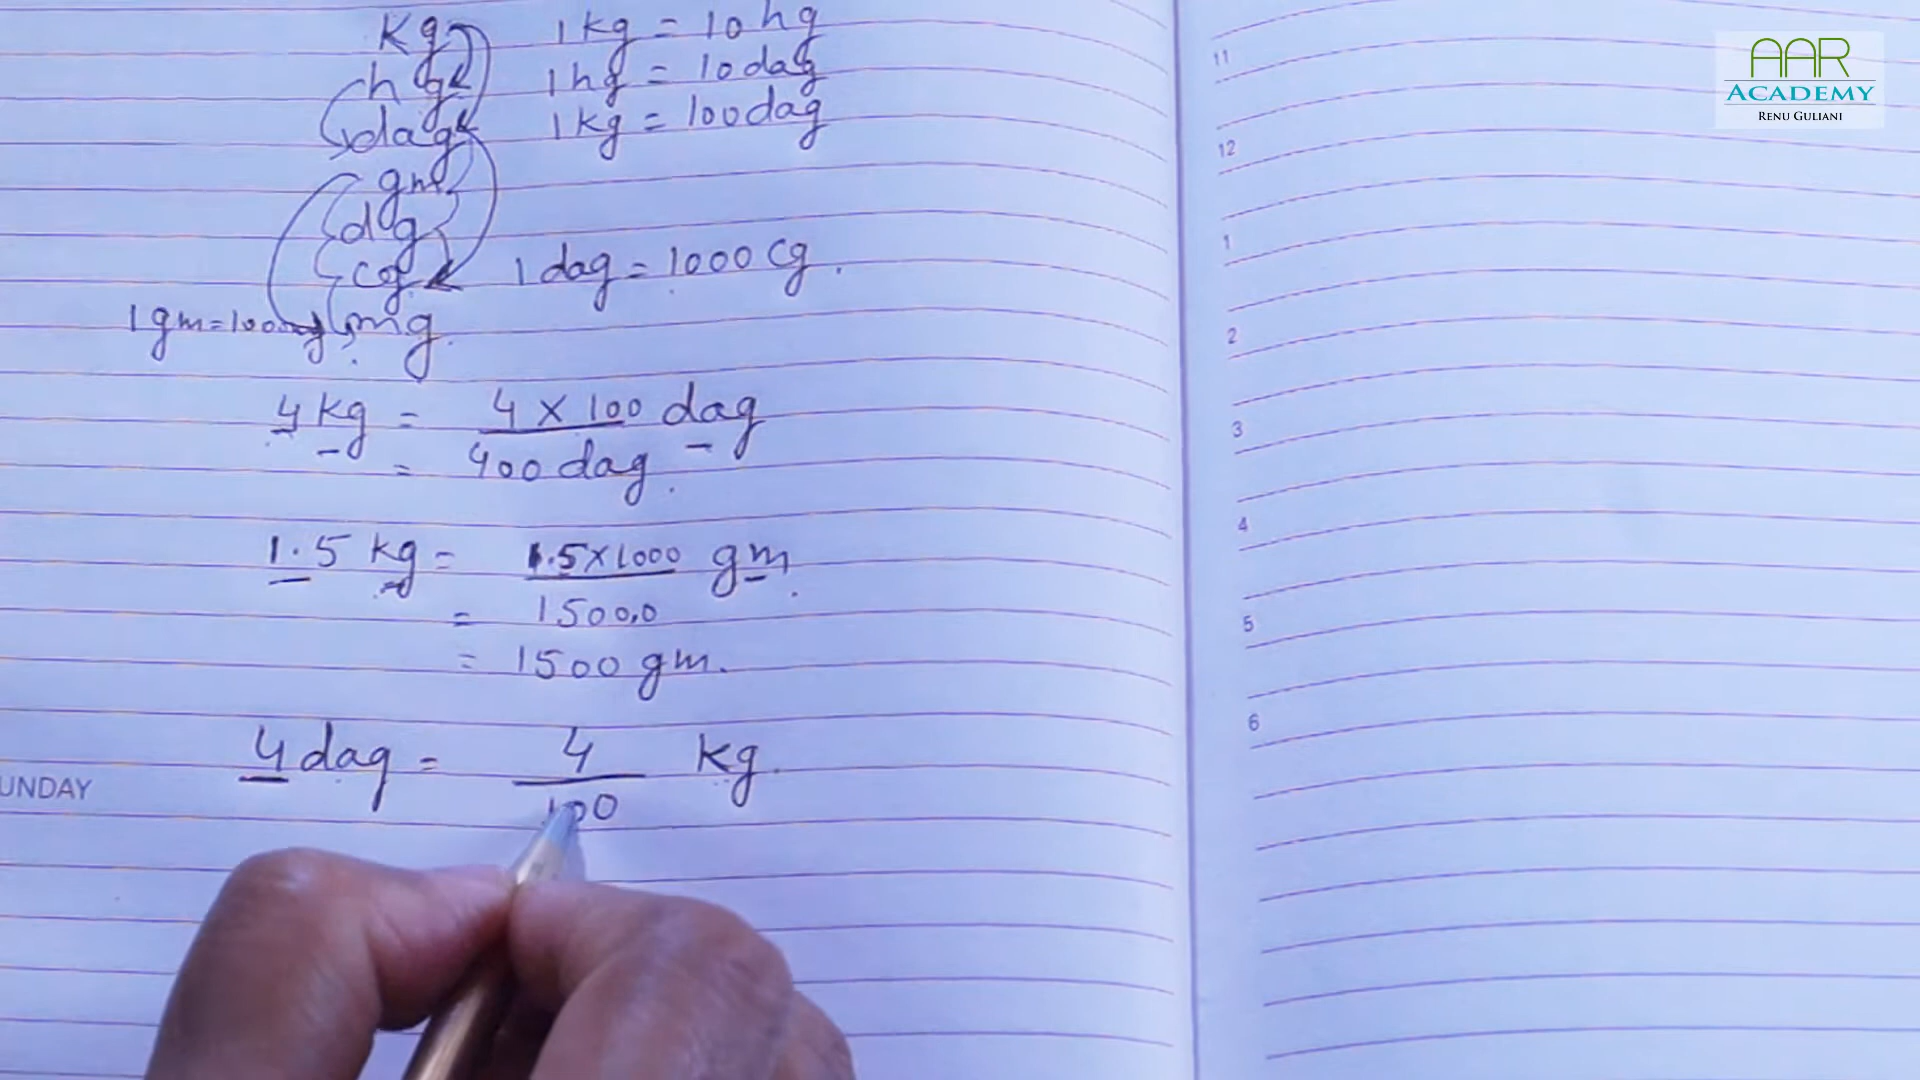 Kg 1 kg = 10 hg
hg 1 hg = 10 dag
dag 1 kg = 100 dag
gm
dg
cg 1 dag = 1000 Cg.
1 gm = 1000 mg mg.
4 kg = 4 X 100 dag
= 400 dag.
1.5 kg = 1.5 X 1000 gm.
= 1500.0
= 1500 gm.
4 dag = 4 kg.
100
UNDAY
11
12
1
2
3
4
5
6
AAR
ACADEMY
RENU GULIANI